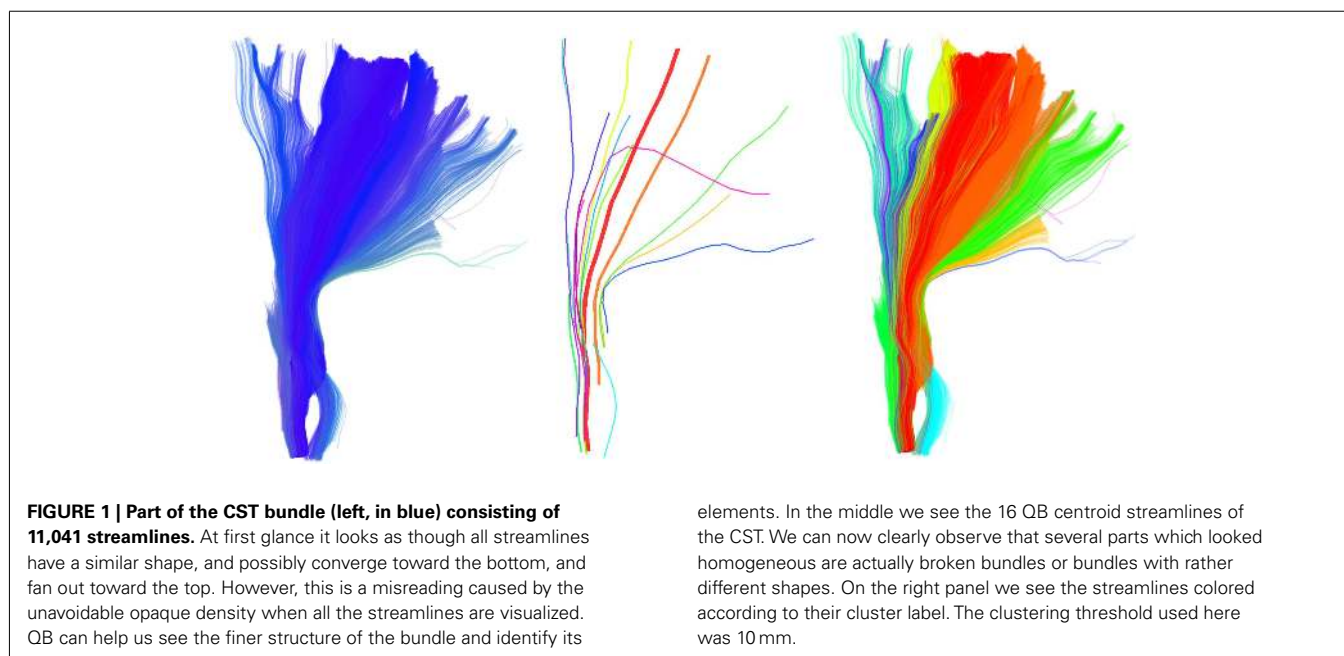 FIGURE 1 | Part of the CST bundle (left, in blue) consisting of
11,041 streamlines. At first glance it looks as though all streamlines
have a similar shape, and possibly converge toward the bottom, and
fan out toward the top. However, this is a misreading caused by the
unavoidable opaque density when all the streamlines are visualized.
QB can help us see the finer structure of the bundle and identify its
elements. In the middle we see the 16 QB centroid streamlines of
the CST. We can now clearly observe that several parts which looked
homogeneous are actually broken bundles or bundles with rather
different shapes. On the right panel we see the streamlines colored
according to their cluster label. The clustering threshold used here
was 10 mm.